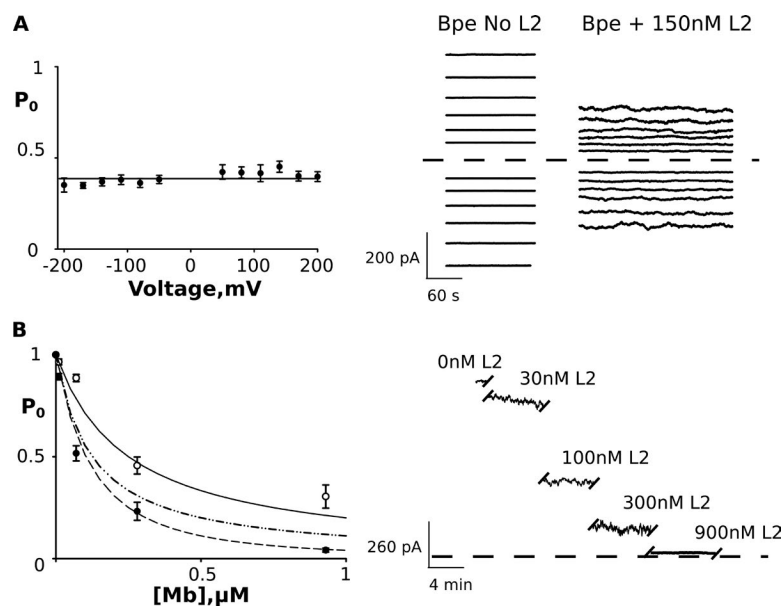 A
Bpe No L2
Bpe + 150nM L2
1
P0
0.5
0
-200
-100
0
100
200
Voltage,mV
200 pA
60 s
B
1
P0
0.5
0
0.5
1
[Mb],μM
0nM L2
30nM L2
100nM L2
300nM L2
900nM L2
260 pA
4 min